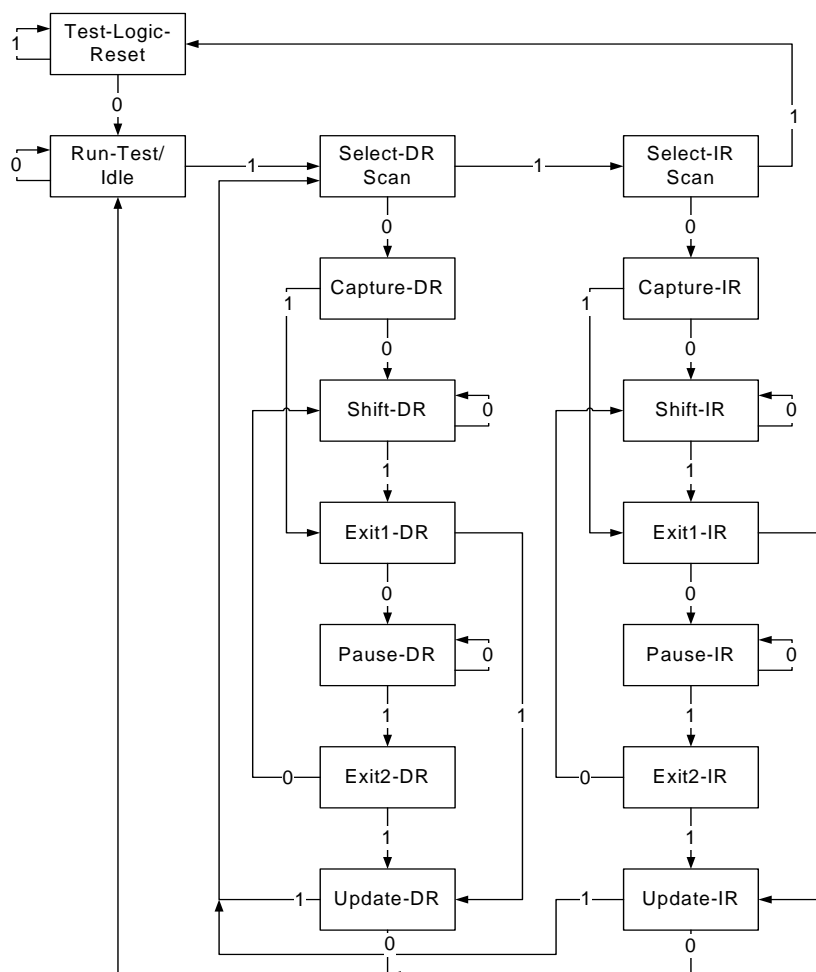 Test-Logic-
Reset
1
0
1
Run-Test/
Idle
0
1
Select-DR
Scan
1
Select-IR
Scan
0
0
Capture-DR
Capture-IR
1
1
0
0
Shift-DR
0
Shift-IR
0
1
1
Exit1-DR
Exit1-IR
0
0
Pause-DR
0
Pause-IR
0
1
1
1
Exit2-DR
Exit2-IR
0
0
1
1
Update-DR
Update-IR
1
1
0
0